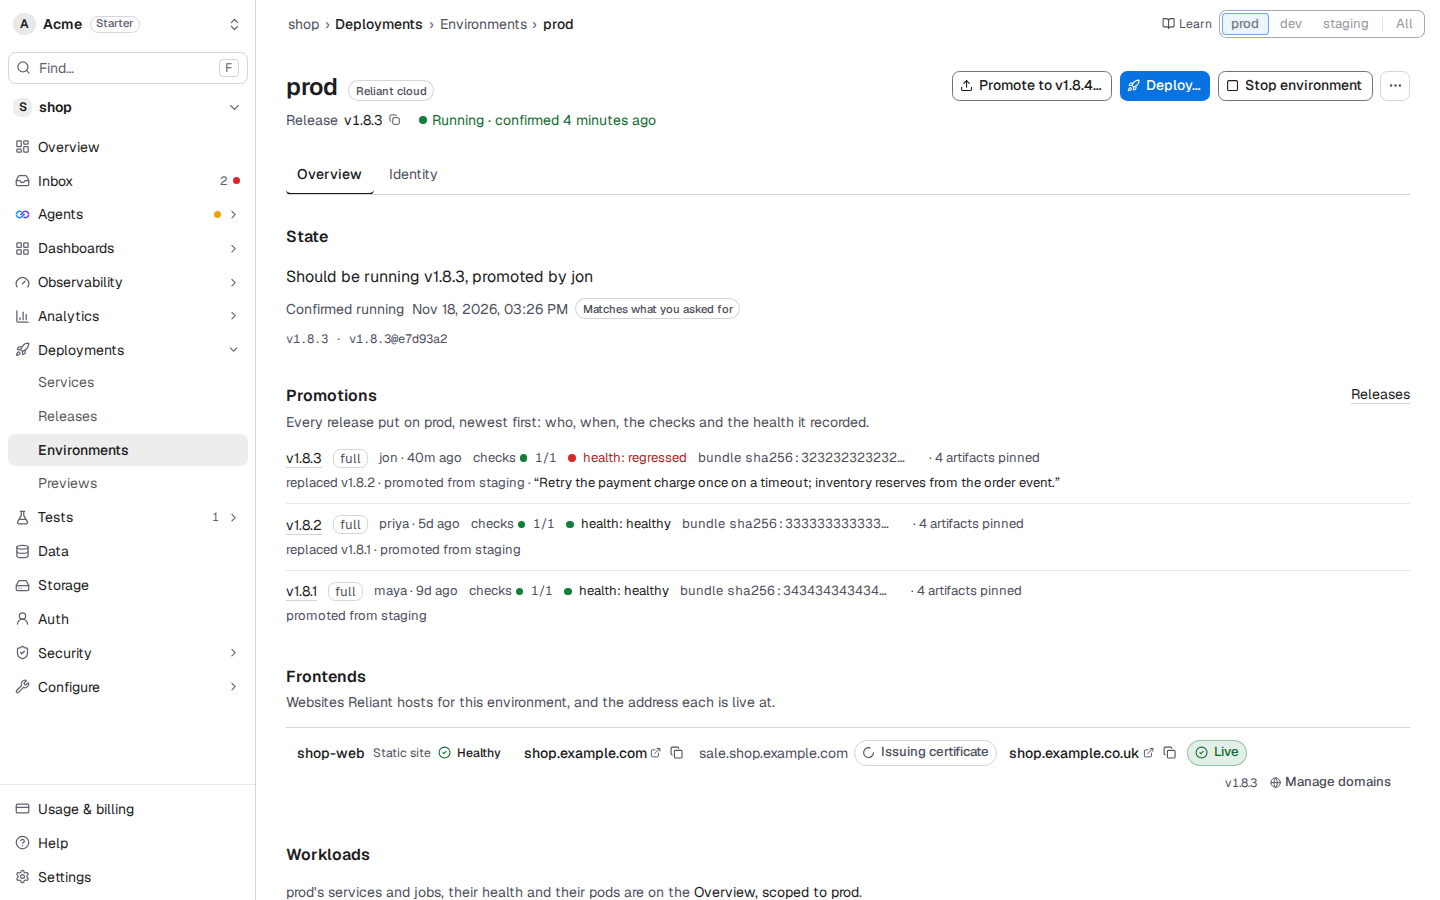 A Acme Starter
Find... F
S shop
Overview
Inbox 2
Agents
Dashboards
Observability
Analytics
Deployments
Services
Releases
Environments
Previews
Tests 1
Data
Storage
Auth
Security
Configure
Usage & billing
Help
Settings
shop › Deployments › Environments › prod
Learn prod dev staging All
prod Reliant cloud
Promote to v1.8.4... Deploy... Stop environment
Release v1.8.3 Running · confirmed 4 minutes ago
Overview Identity
State
Should be running v1.8.3, promoted by jon
Confirmed running Nov 18, 2026, 03:26 PM Matches what you asked for
v1.8.3 · v1.8.3@e7d93a2
Promotions Releases
Every release put on prod, newest first: who, when, the checks and the health it recorded.
v1.8.3 full jon · 40m ago checks 1/1 health: regressed bundle sha256:323232323232… · 4 artifacts pinned
replaced v1.8.2 · promoted from staging · “Retry the payment charge once on a timeout; inventory reserves from the order event.”
v1.8.2 full priya · 5d ago checks 1/1 health: healthy bundle sha256:333333333333… · 4 artifacts pinned
replaced v1.8.1 · promoted from staging
v1.8.1 full maya · 9d ago checks 1/1 health: healthy bundle sha256:343434343434… · 4 artifacts pinned
promoted from staging
Frontends
Websites Reliant hosts for this environment, and the address each is live at.
shop-web Static site Healthy shop.example.com sale.shop.example.com Issuing certificate shop.example.co.uk Live
v1.8.3 Manage domains
Workloads
prod's services and jobs, their health and their pods are on the Overview, scoped to prod.